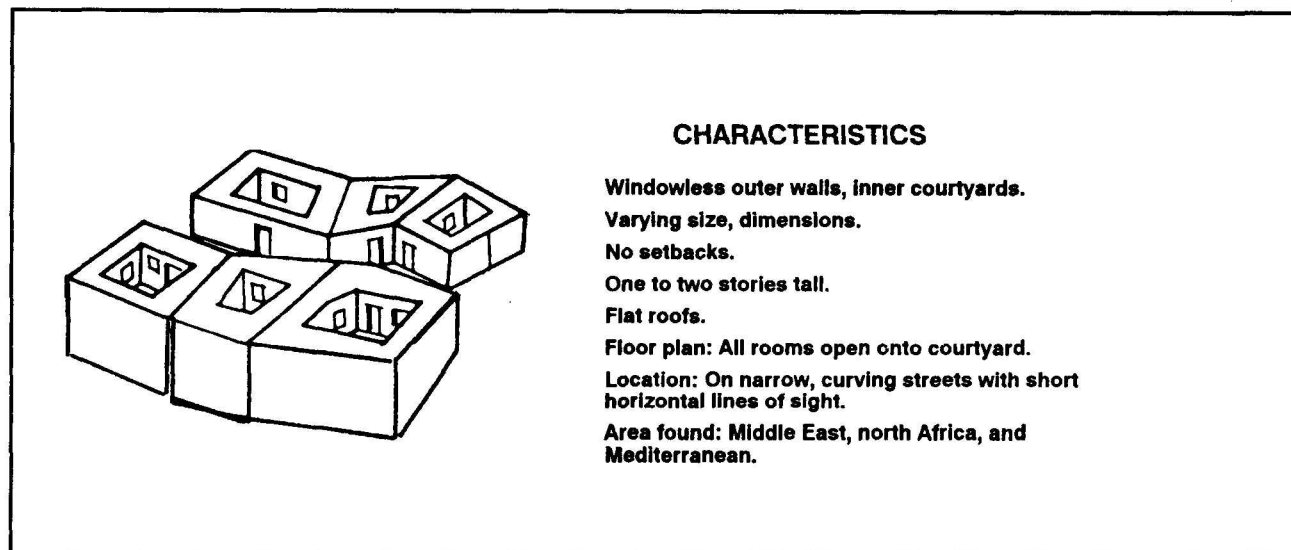 CHARACTERISTICS
Windowless outer walls, inner courtyards.
Varying size, dimensions.
No setbacks.
One to two stories tall.
Flat roofs.
Floor plan: All rooms open onto courtyard.
Location: On narrow, curving streets with short
horizontal lines of sight.
Area found: Middle East, north Africa, and
Mediterranean.